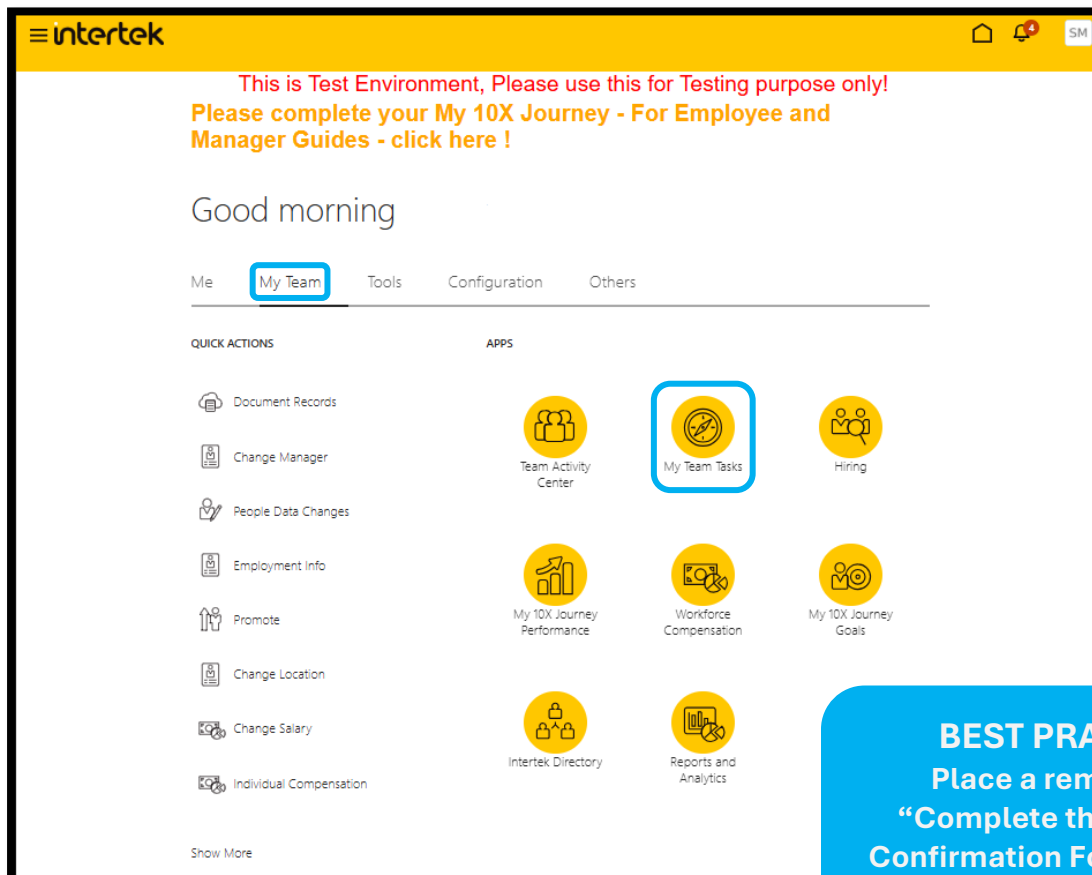 intertek
4
SM
This is Test Environment, Please use this for Testing purpose only!
Please complete your My 10X Journey - For Employee and
Manager Guides - click here !
Good morning
Me My Team Tools Configuration Others
QUICK ACTIONS
APPS
Document Records
Change Manager
People Data Changes
Employment Info
Promote
Change Location
Change Salary
Individual Compensation
Show More
Team Activity
Center
My Team Tasks
Hiring
My 10X Journey
Performance
Workforce
Compensation
My 10X Journey
Goals
Intertek Directory
Reports and
Analytics
BEST PRA
Place a rem
“Complete th
Confirmation Fo